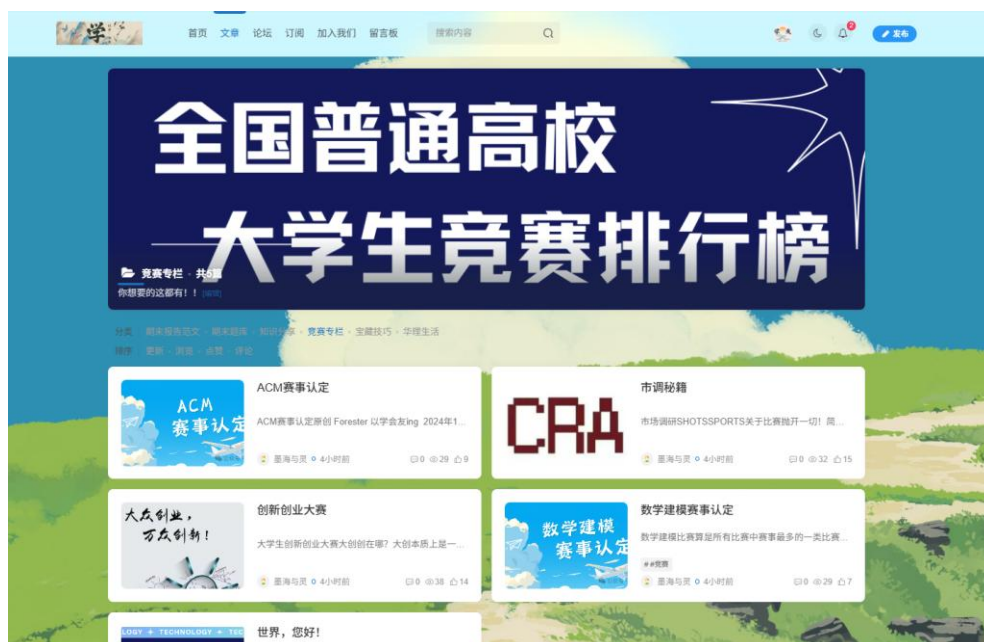 学
首页 文章 论坛 订阅 加入我们 留言板 搜索内容 2 发布
全国普通高校
大学生竞赛排行榜
竞赛专栏 · 共5篇
你想要的这都有！！ [编辑]
分类 期末报告范文 · 期末题库 · 知识分享 · 竞赛专栏 · 宝藏技巧 · 华理生活
排序 更新 · 浏览 · 点赞 · 评论
ACM
赛事认定
ACM赛事认定
ACM赛事认定原创 Forester 以学会友ing 2024年1...
墨海与灵 4小时前 0 29 9
CRA
市调秘籍
市场调研SHOTSSPORTS关于比赛抛开一切！简...
墨海与灵 4小时前 0 32 15
大众创业，
万众创新！
创新创业大赛
大学生创新创业大赛大创创在哪？大创本质上是一...
墨海与灵 4小时前 0 38 14
数学建模
赛事认定
数学建模赛事认定
数学建模比赛算是所有比赛中赛事最多的一类比赛...
# #竞赛
墨海与灵 4小时前 0 29 7
LOGY + TECHNOLOGY + TEC
世界，您好！